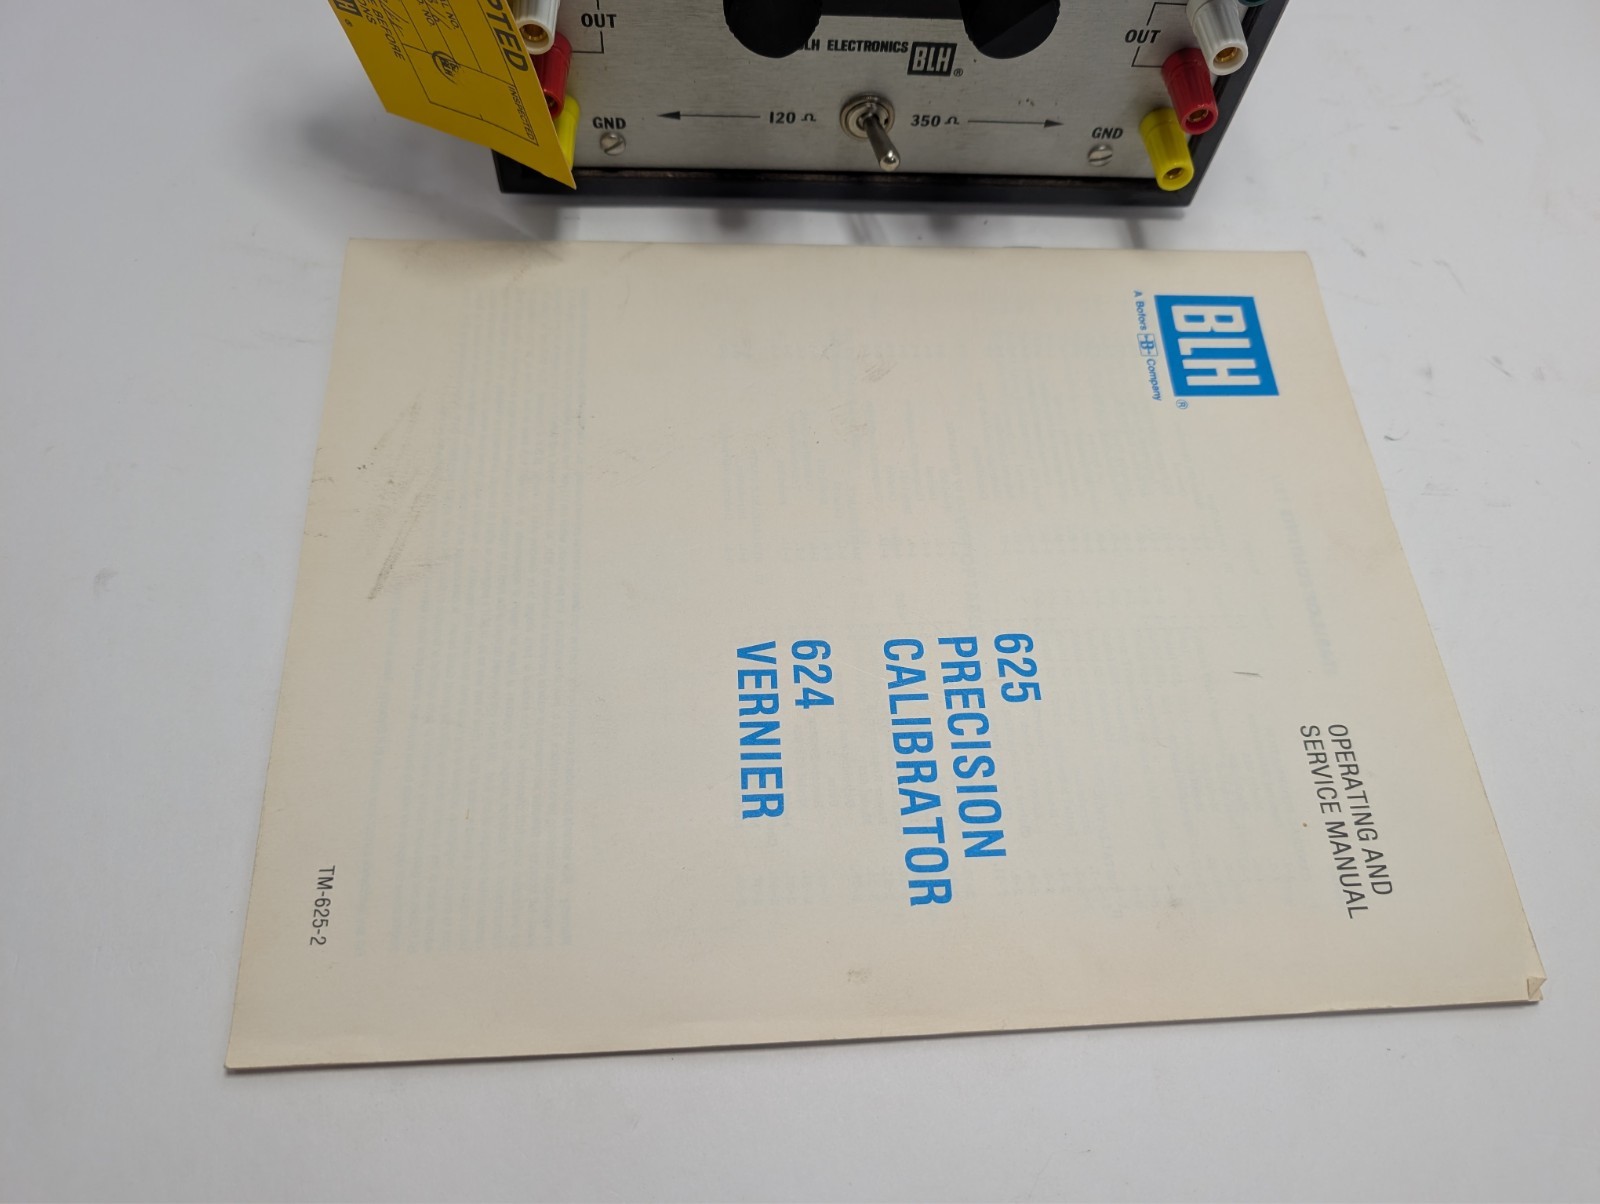 OUT
BLH ELECTRONICS BLH ®
OUT
GND
120 Ω
350 Ω
GND
INSPECTED
BLH ®
A Bofors B Company
OPERATING AND
SERVICE MANUAL
625
PRECISION
CALIBRATOR
624
VERNIER
TM-625-2